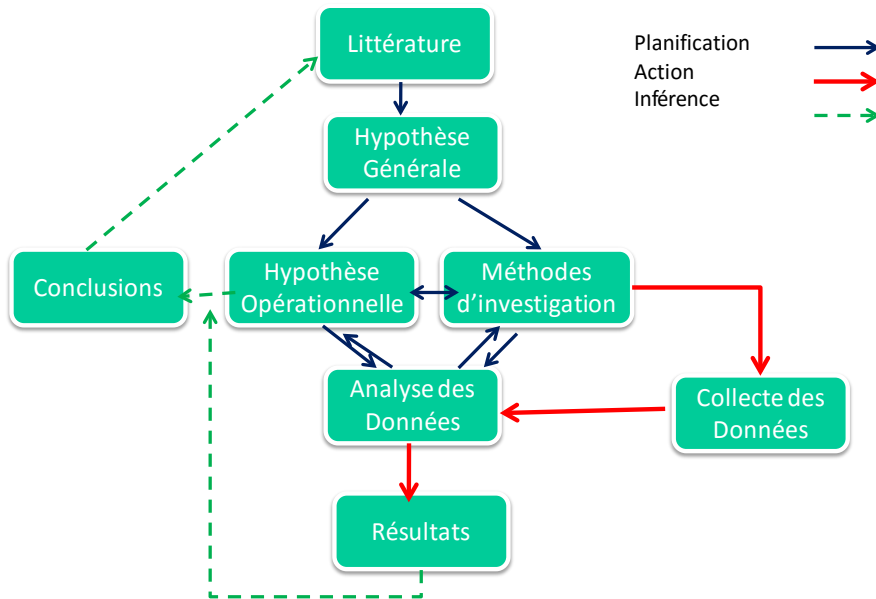 Littérature
Planification
Action
Inférence
Hypothèse
Générale
Conclusions
Hypothèse
Opérationnelle
Méthodes
d'investigation
Analyse des
Données
Collecte des
Données
Résultats